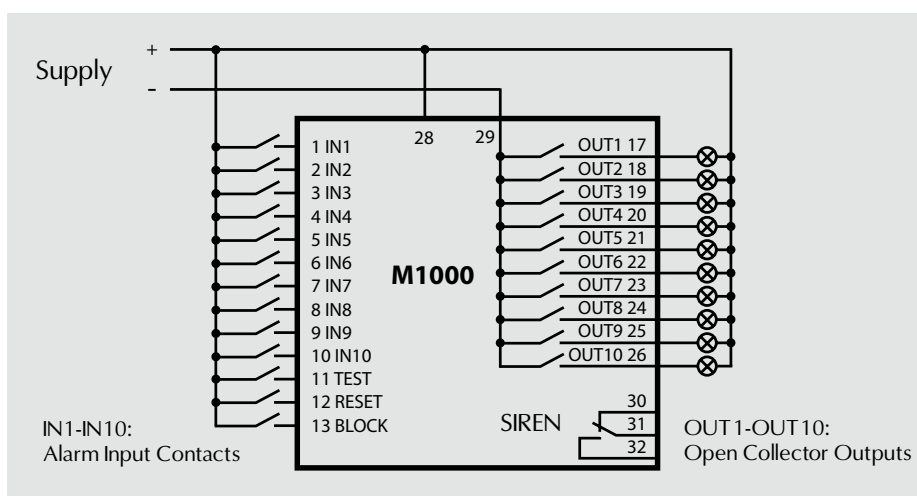 Supply
+
-
28
29
1 IN1
2 IN2
3 IN3
4 IN4
5 IN5
6 IN6
7 IN7
8 IN8
9 IN9
10 IN10
11 TEST
12 RESET
13 BLOCK
M1000
OUT1 17
OUT2 18
OUT3 19
OUT4 20
OUT5 21
OUT6 22
OUT7 23
OUT8 24
OUT9 25
OUT10 26
SIREN
30
31
32
IN1-IN10:
Alarm Input Contacts
OUT1-OUT10:
Open Collector Outputs